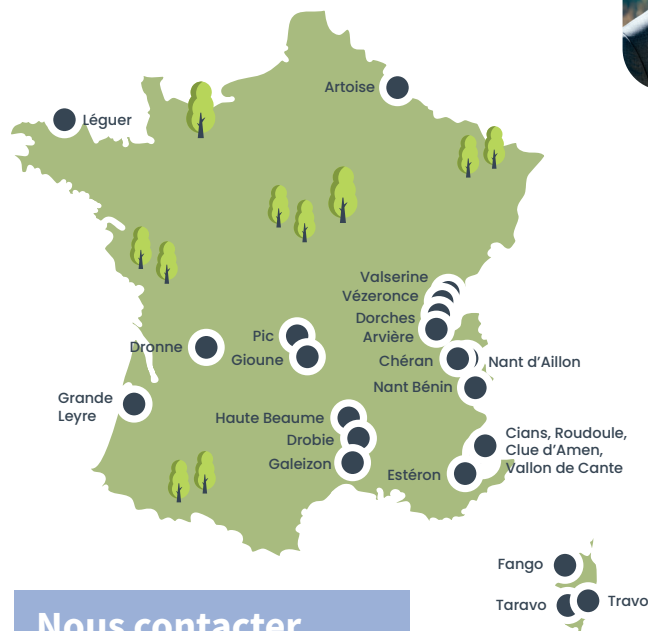 Artoise
Léguer
Valserine
Vézeronce
Dorches
Arvière
Pic
Gioune
Dronne
Chéran
Nant d’Aillon
Nant Bénin
Grande
Leyre
Haute Beaume
Drobie
Galeizon
Cians, Roudoule,
Clue d’Amen,
Vallon de Cante
Estéron
Fango
Taravo
Travo
Nous contacter